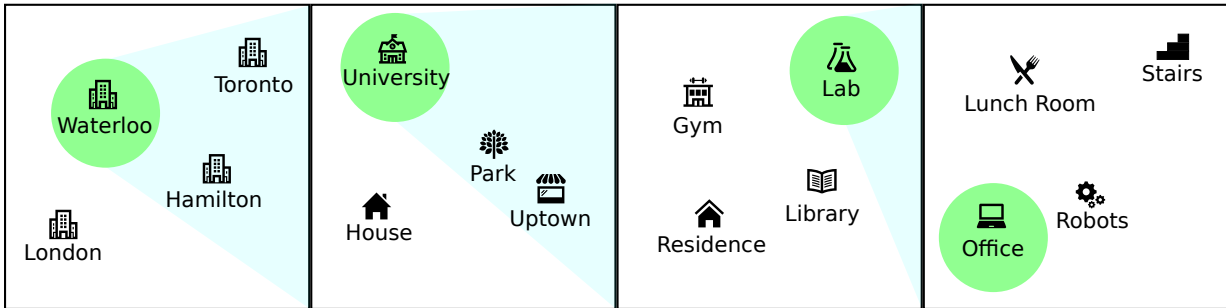 Toronto
Waterloo
Hamilton
London
University
Park
Uptown
House
Lab
Gym
Library
Residence
Stairs
Lunch Room
Robots
Office